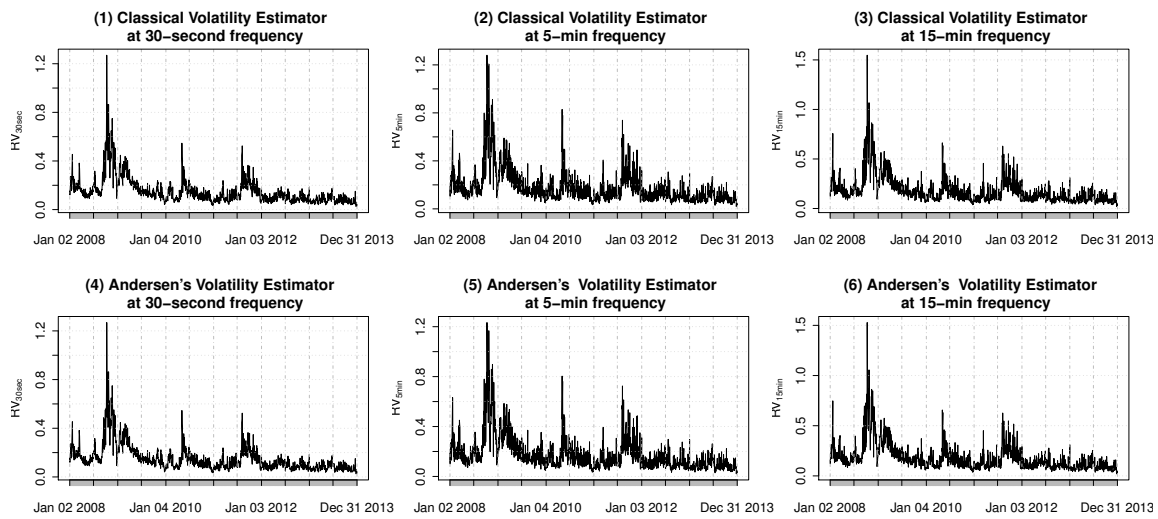 (1) Classical Volatility Estimator
at 30−second frequency
RV30sec
1.2
0.8
0.4
0.0
Jan 02 2008 Jan 04 2010 Jan 03 2012 Dec 31 2013
(2) Classical Volatility Estimator
at 5−min frequency
RV5min
1.2
0.8
0.4
0.0
Jan 02 2008 Jan 04 2010 Jan 03 2012 Dec 31 2013
(3) Classical Volatility Estimator
at 15−min frequency
RV15min
1.5
1.0
0.5
0.0
Jan 02 2008 Jan 04 2010 Jan 03 2012 Dec 31 2013
(4) Andersen's Volatility Estimator
at 30−second frequency
RV30sec
1.2
0.8
0.4
0.0
Jan 02 2008 Jan 04 2010 Jan 03 2012 Dec 31 2013
(5) Andersen's Volatility Estimator
at 5−min frequency
RV5min
1.2
0.8
0.4
0.0
Jan 02 2008 Jan 04 2010 Jan 03 2012 Dec 31 2013
(6) Andersen's Volatility Estimator
at 15−min frequency
RV15min
1.5
1.0
0.5
0.0
Jan 02 2008 Jan 04 2010 Jan 03 2012 Dec 31 2013